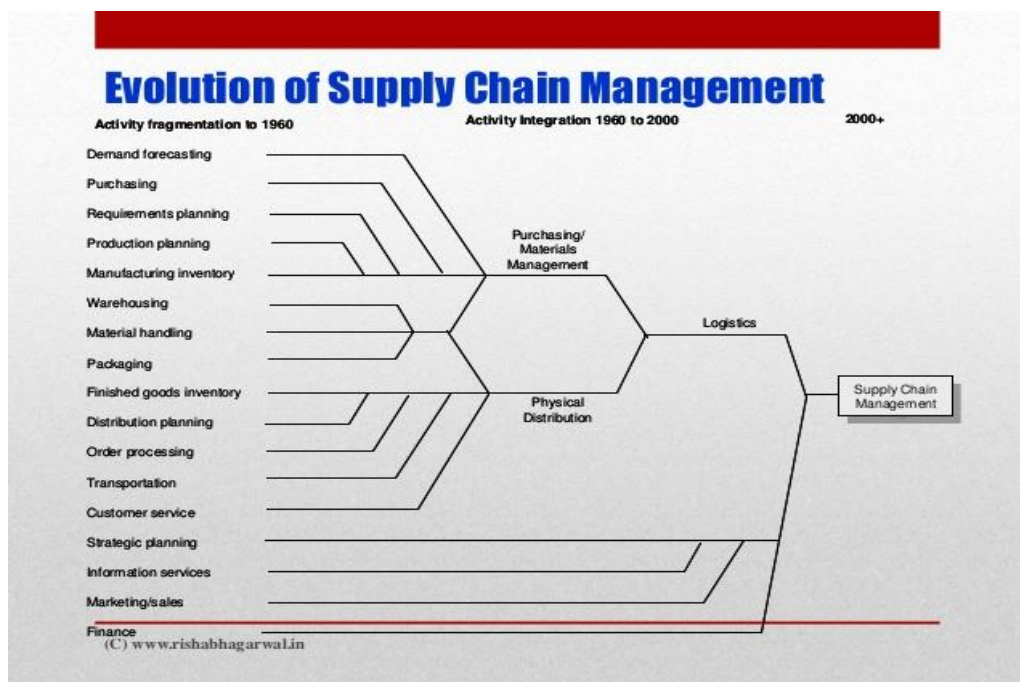 Evolution of Supply Chain Management
Activity fragmentation to 1960
Activity Integration 1960 to 2000
2000+
Demand forecasting
Purchasing
Requirements planning
Production planning
Manufacturing inventory
Warehousing
Material handling
Packaging
Finished goods inventory
Distribution planning
Order processing
Transportation
Customer service
Strategic planning
Information services
Marketing/sales
Finance
Purchasing/
Materials
Management
Physical
Distribution
Logistics
Supply Chain
Management
(C) www.rishabhagarwal.in